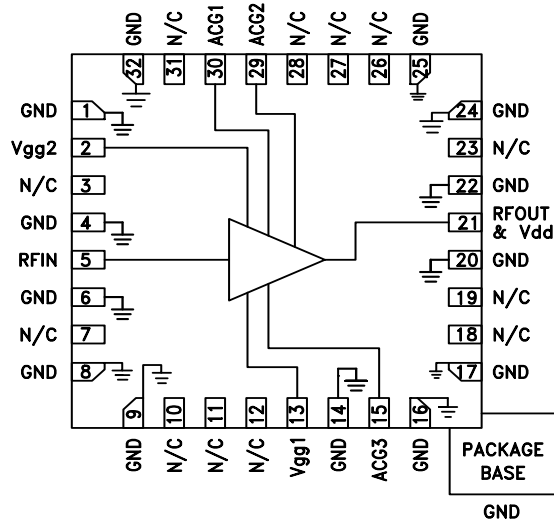 GND
N/C
ACG1
ACG2
N/C
N/C
N/C
GND
32
31
30
29
28
27
26
25
GND 1
Vgg2 2
N/C 3
GND 4
RFIN 5
GND 6
N/C 7
GND 8
24 GND
23 N/C
22 GND
21 RFOUT
& Vdd
20 GND
19 N/C
18 N/C
17 GND
9
10
11
12
13
14
15
16
GND
N/C
N/C
N/C
Vgg1
GND
ACG3
GND
PACKAGE
BASE
GND